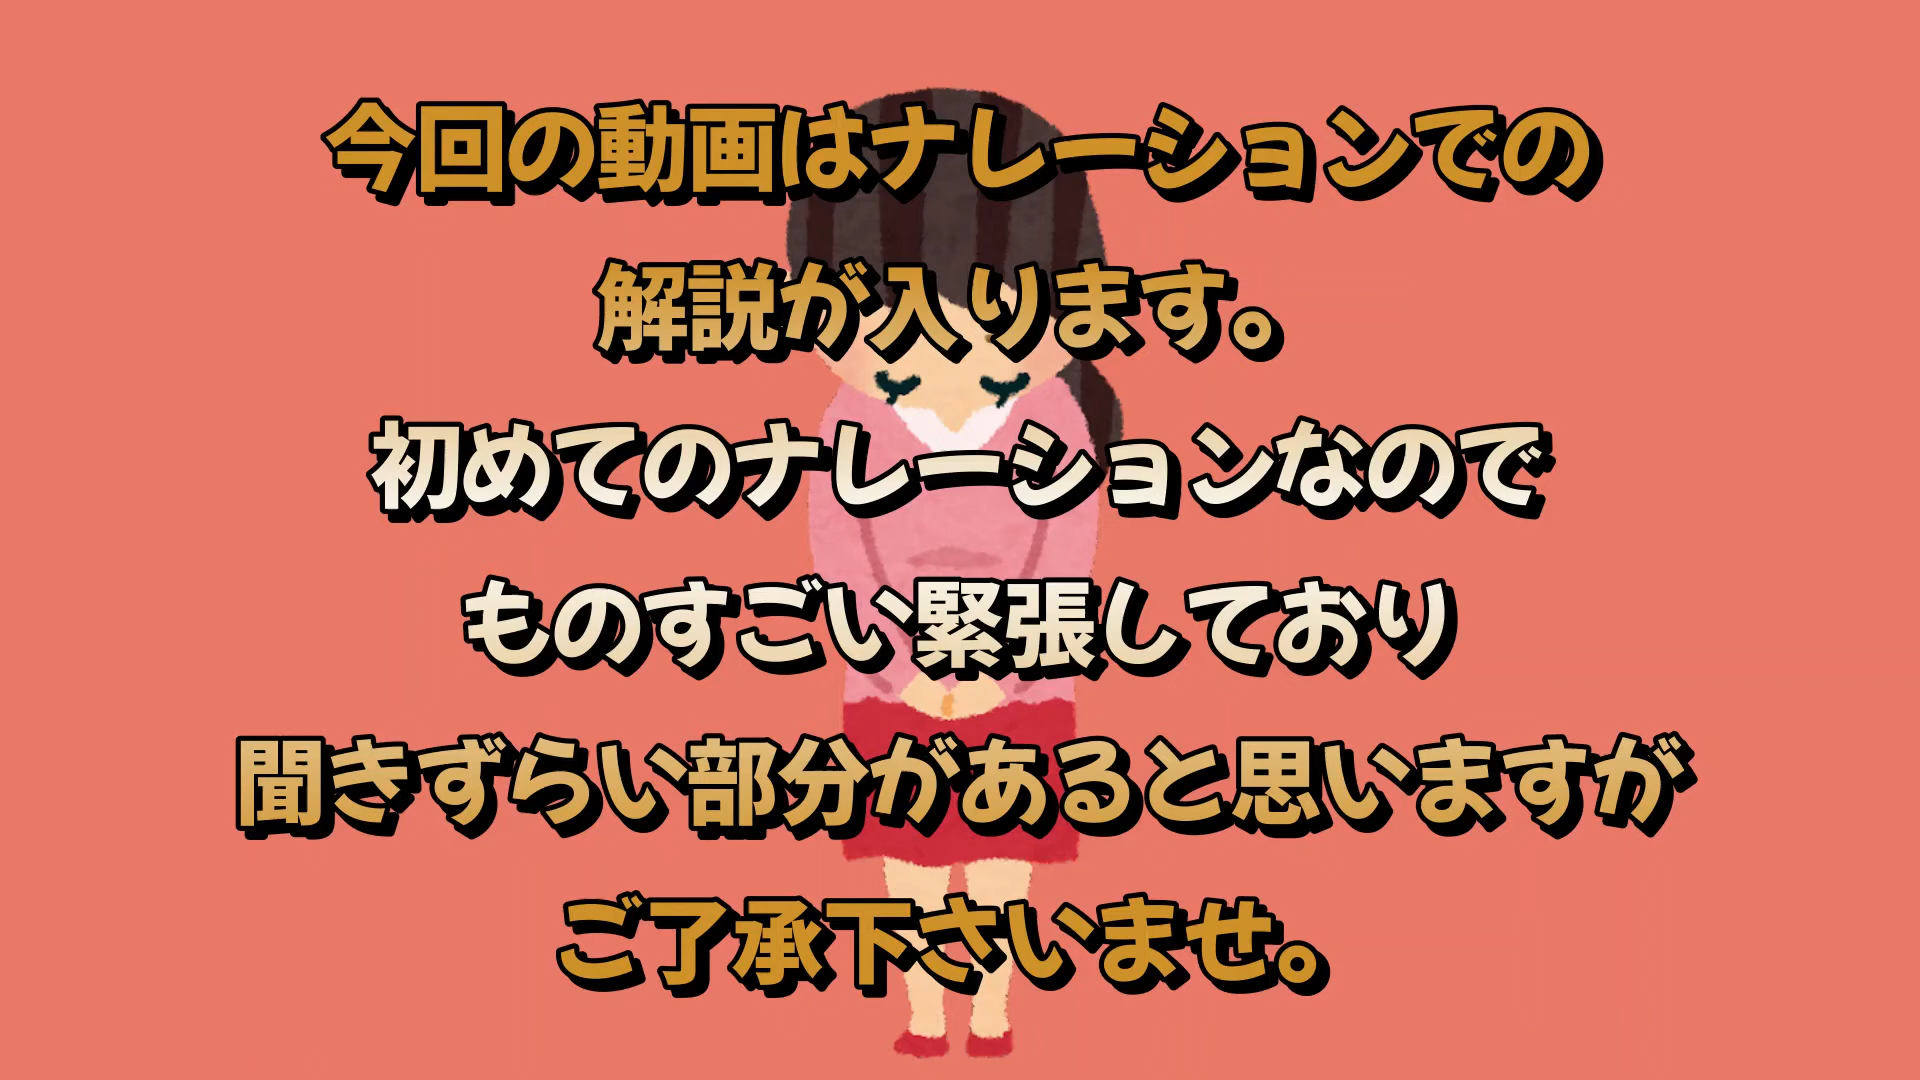 今回の動画はナレーションでの
解説が入ります。
初めてのナレーションなので
ものすごい緊張しており
聞きずらい部分があると思いますが
ご了承下さいませ。